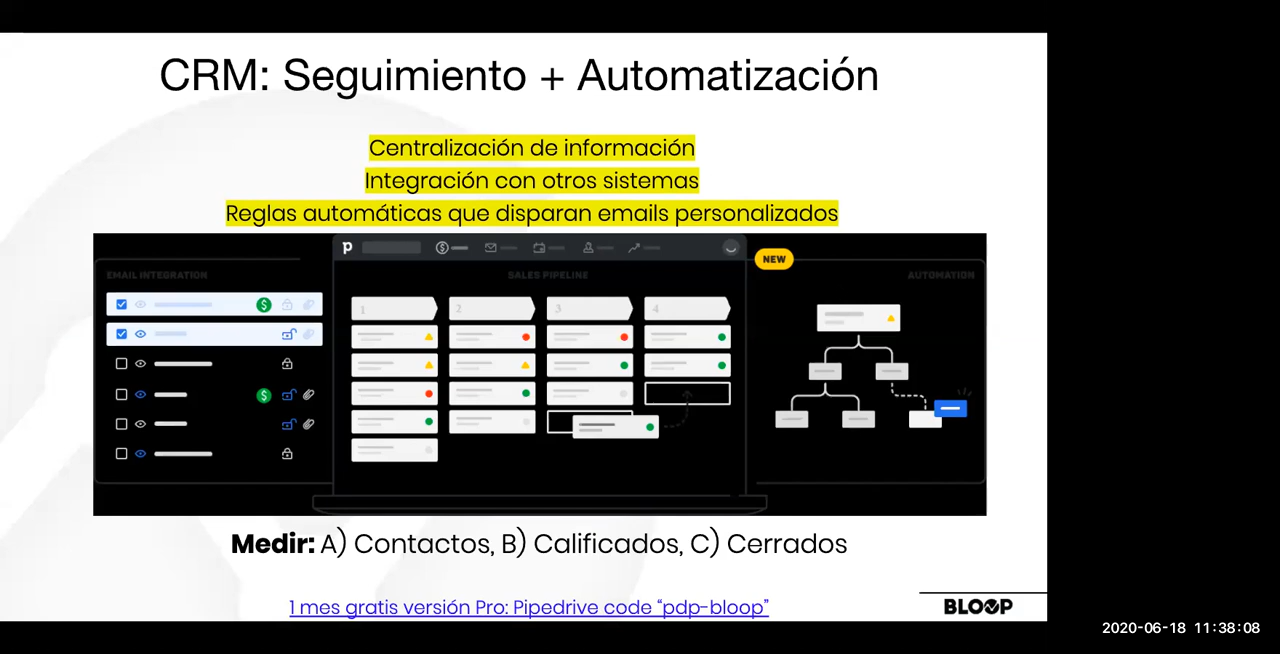 CRM: Seguimiento + Automatización
Centralización de información
Integración con otros sistemas
Reglas automáticas que disparan emails personalizados
p
NEW
EMAIL INTEGRATION
SALES PIPELINE
AUTOMATION
1 2 3 4
Medir: A) Contactos, B) Calificados, C) Cerrados
1 mes gratis versión Pro: Pipedrive code “pdp-bloop”
BLOOP
2020-06-18 11:38:08